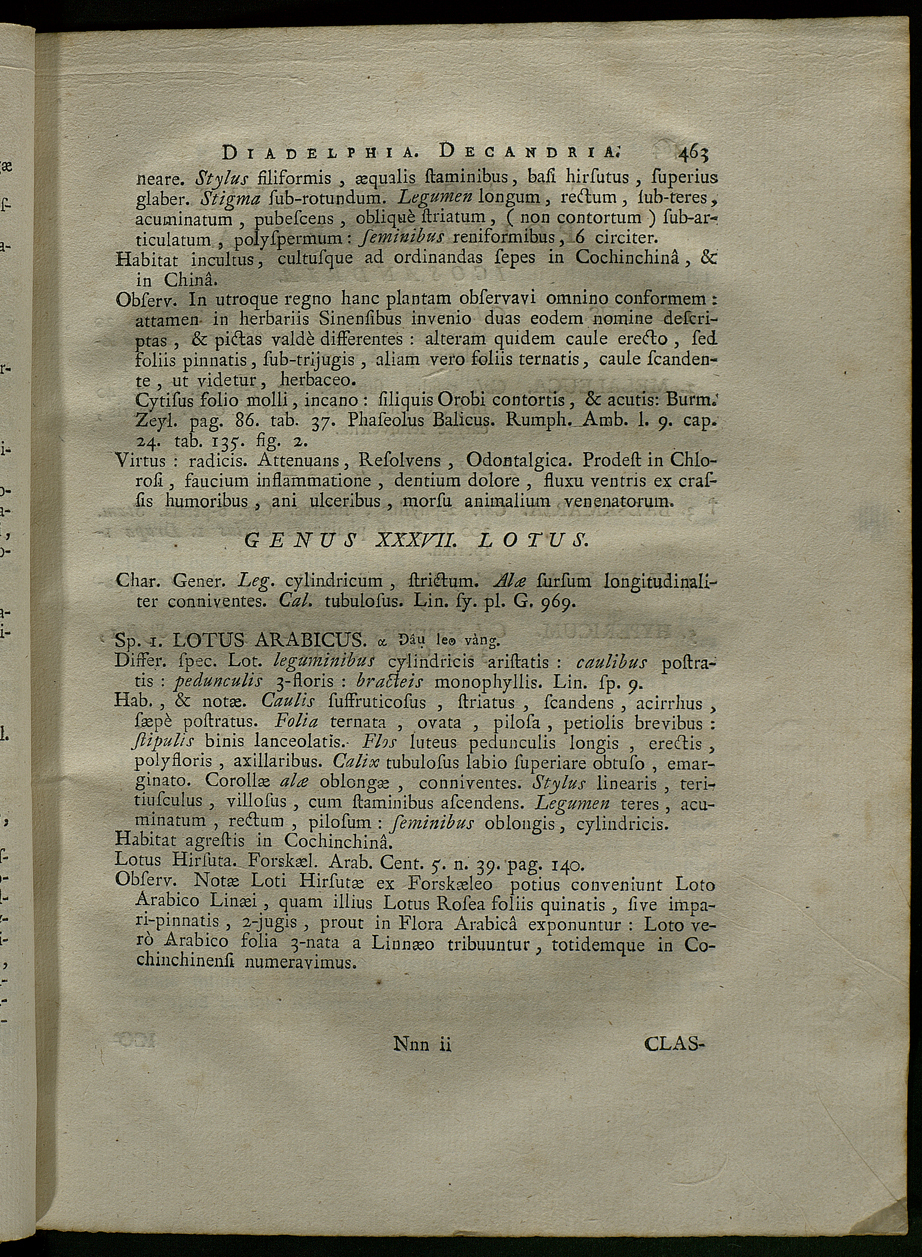 DIADELPHIA. DECANDRIA. 463
neare. Stylus filiformis , æqualis ſtaminibus , baſi hirſutus , ſuperius
glaber. Stigma ſub-rotundum. Legumen longum , rectum , ſub-teres ,
acuminatum , pubeſcens , obliquè ſtriatum , ( non contortum ) ſub-ar-
ticulatum , polyſpermum : ſeminibus reniformibus , 6 circiter.
Habitat incultus , cultuſque ad ordinandas ſepes in Cochinchinâ , &
in Chinâ.
Obſerv. In utroque regno hanc plantam obſervavi omnino conformem :
attamen in herbariis Sinenſibus invenio duas eodem nomine deſcri-
ptas , & pictas valdè differentes : alteram quidem caule erecto , ſed
foliis pinnatis , ſub-trijugis , aliam vero foliis ternatis , caule ſcanden-
te , ut videtur , herbaceo.
Cytiſus folio molli , incano : ſiliquis Orobi contortis , & acutis: Burm.
Zeyl. pag. 86. tab. 37. Phaſeolus Balicus. Rumph. Amb. l. 9. cap.
24. tab. 135. fig. 2.
Virtus : radicis. Attenuans , Reſolvens , Odontalgica. Prodeſt in Chlo-
roſi , faucium inflammatione , dentium dolore , fluxu ventris ex craſ-
ſis humoribus , ani ulceribus , morſu animalium venenatorum.
GENUS XXXVII. LOTUS.
Char. Gener. Leg. cylindricum , ſtrictum. Alæ ſurſum longitudinali-
ter conniventes. Cal. tubuloſus. Lin. ſy. pl. G. 969.
Sp. 1. LOTUS ARABICUS. α Đâụ leo vàng.
Differ. ſpec. Lot. leguminibus cylindricis ariſtatis : caulibus poſtra-
tis : pedunculis 3-floris : bracteis monophyllis. Lin. ſp. 9.
Hab. , & notæ. Caulis ſuffruticoſus , ſtriatus , ſcandens , acirrhus ,
ſæpè poſtratus. Folia ternata , ovata , piloſa , petiolis brevibus :
ſtipulis binis lanceolatis. Flos luteus pedunculis longis , erectis ,
polyfloris , axillaribus. Calix tubuloſus labio ſuperiare obtuſo , emar-
ginato. Corollæ alæ oblongæ , conniventes. Stylus linearis , teri-
tiuſculus , villoſus , cum ſtaminibus aſcendens. Legumen teres , acu-
minatum , rectum , piloſum : ſeminibus oblongis , cylindricis.
Habitat agreſtis in Cochinchinâ.
Lotus Hirſuta. Forskæl. Arab. Cent. 5. n. 39. pag. 140.
Obſerv. Notæ Loti Hirſutæ ex Forskæleo potius conveniunt Loto
Arabico Linæi , quam illius Lotus Roſea foliis quinatis , ſive impa-
ri-pinnatis , 2-jugis , prout in Flora Arabicâ exponuntur : Loto ve-
rò Arabico folia 3-nata a Linnæo tribuuntur , totidemque in Co-
chinchinenſi numeravimus.
Nnn ii CLAS-